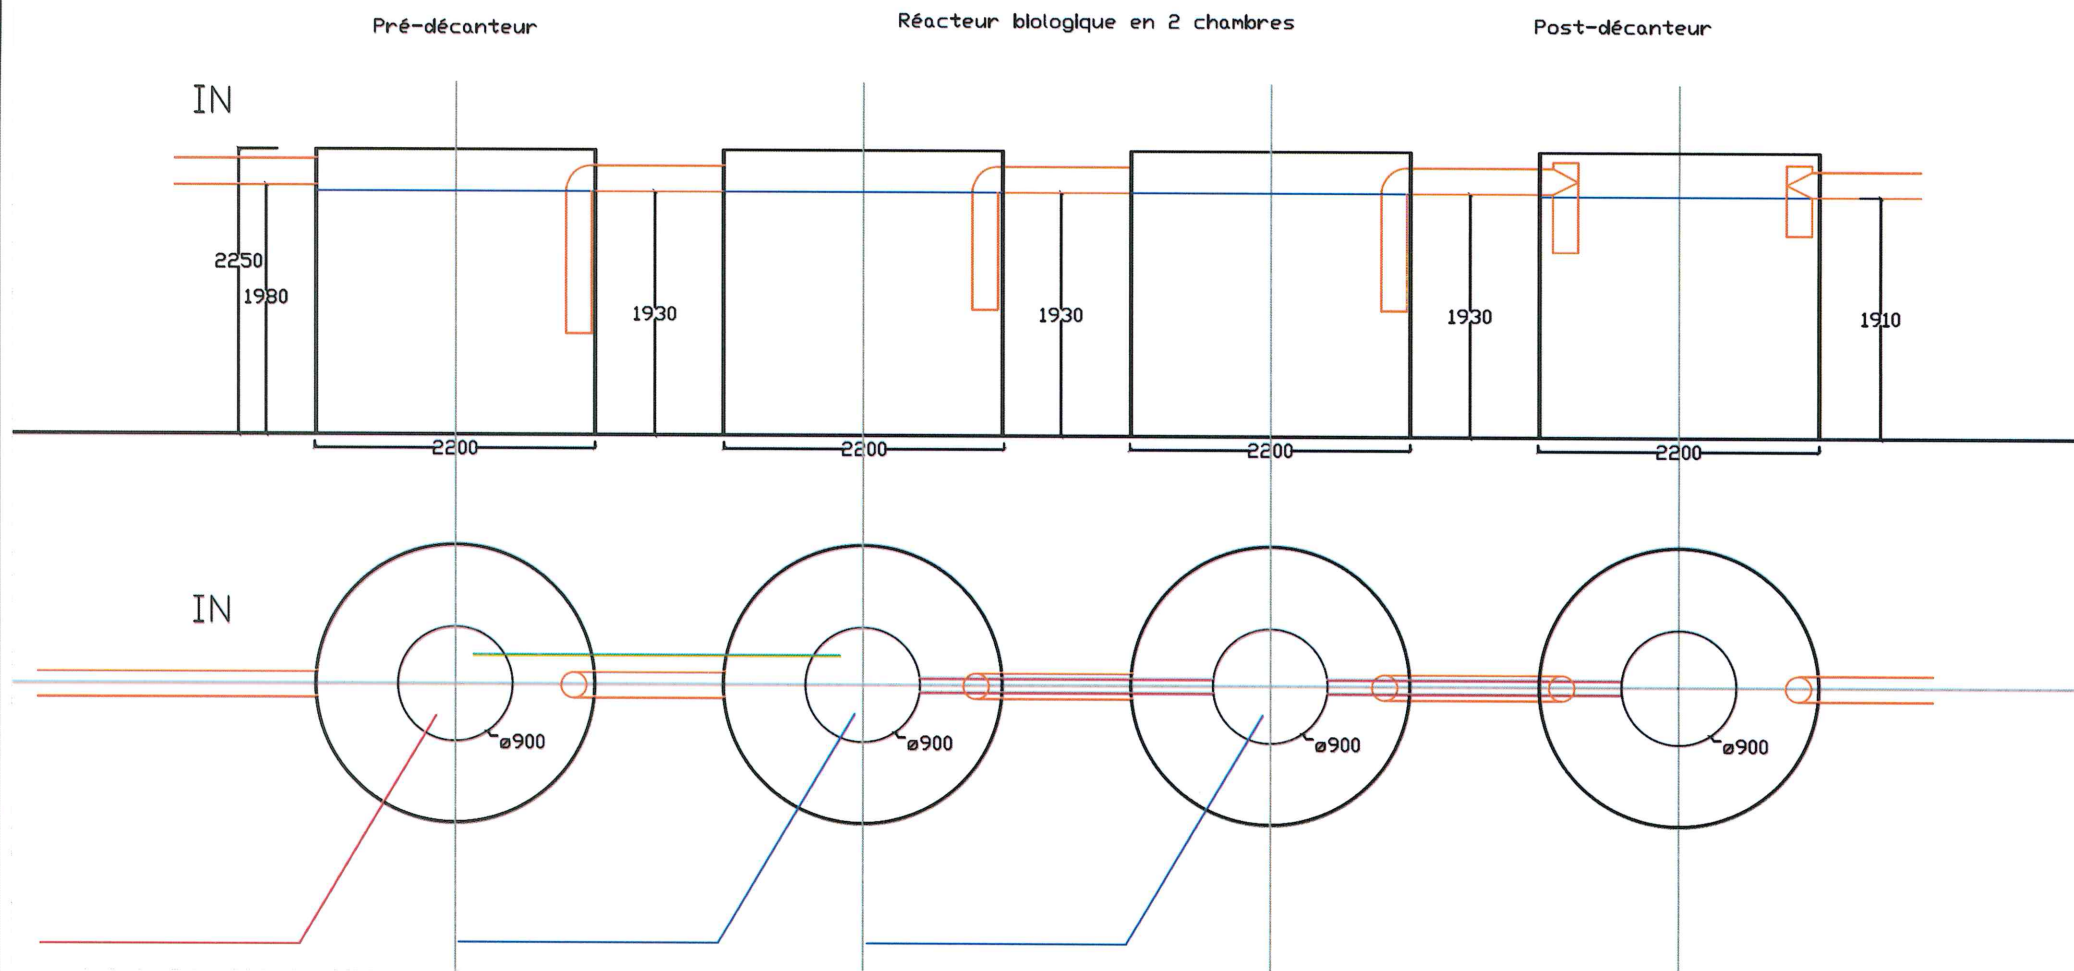 Pré-décanteur
Réacteur biologique en 2 chambres
Post-décanteur
IN
2250
1980
1930
1930
1930
1910
2200
2200
2200
2200
IN
ø900
ø900
ø900
ø900